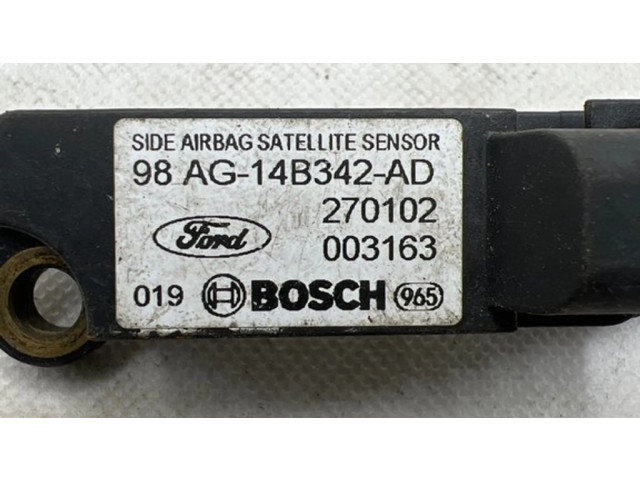 SIDE AIRBAG SATELLITE SENSOR
98 AG-14B342-AD
270102
Ford 003163
019 BOSCH 965